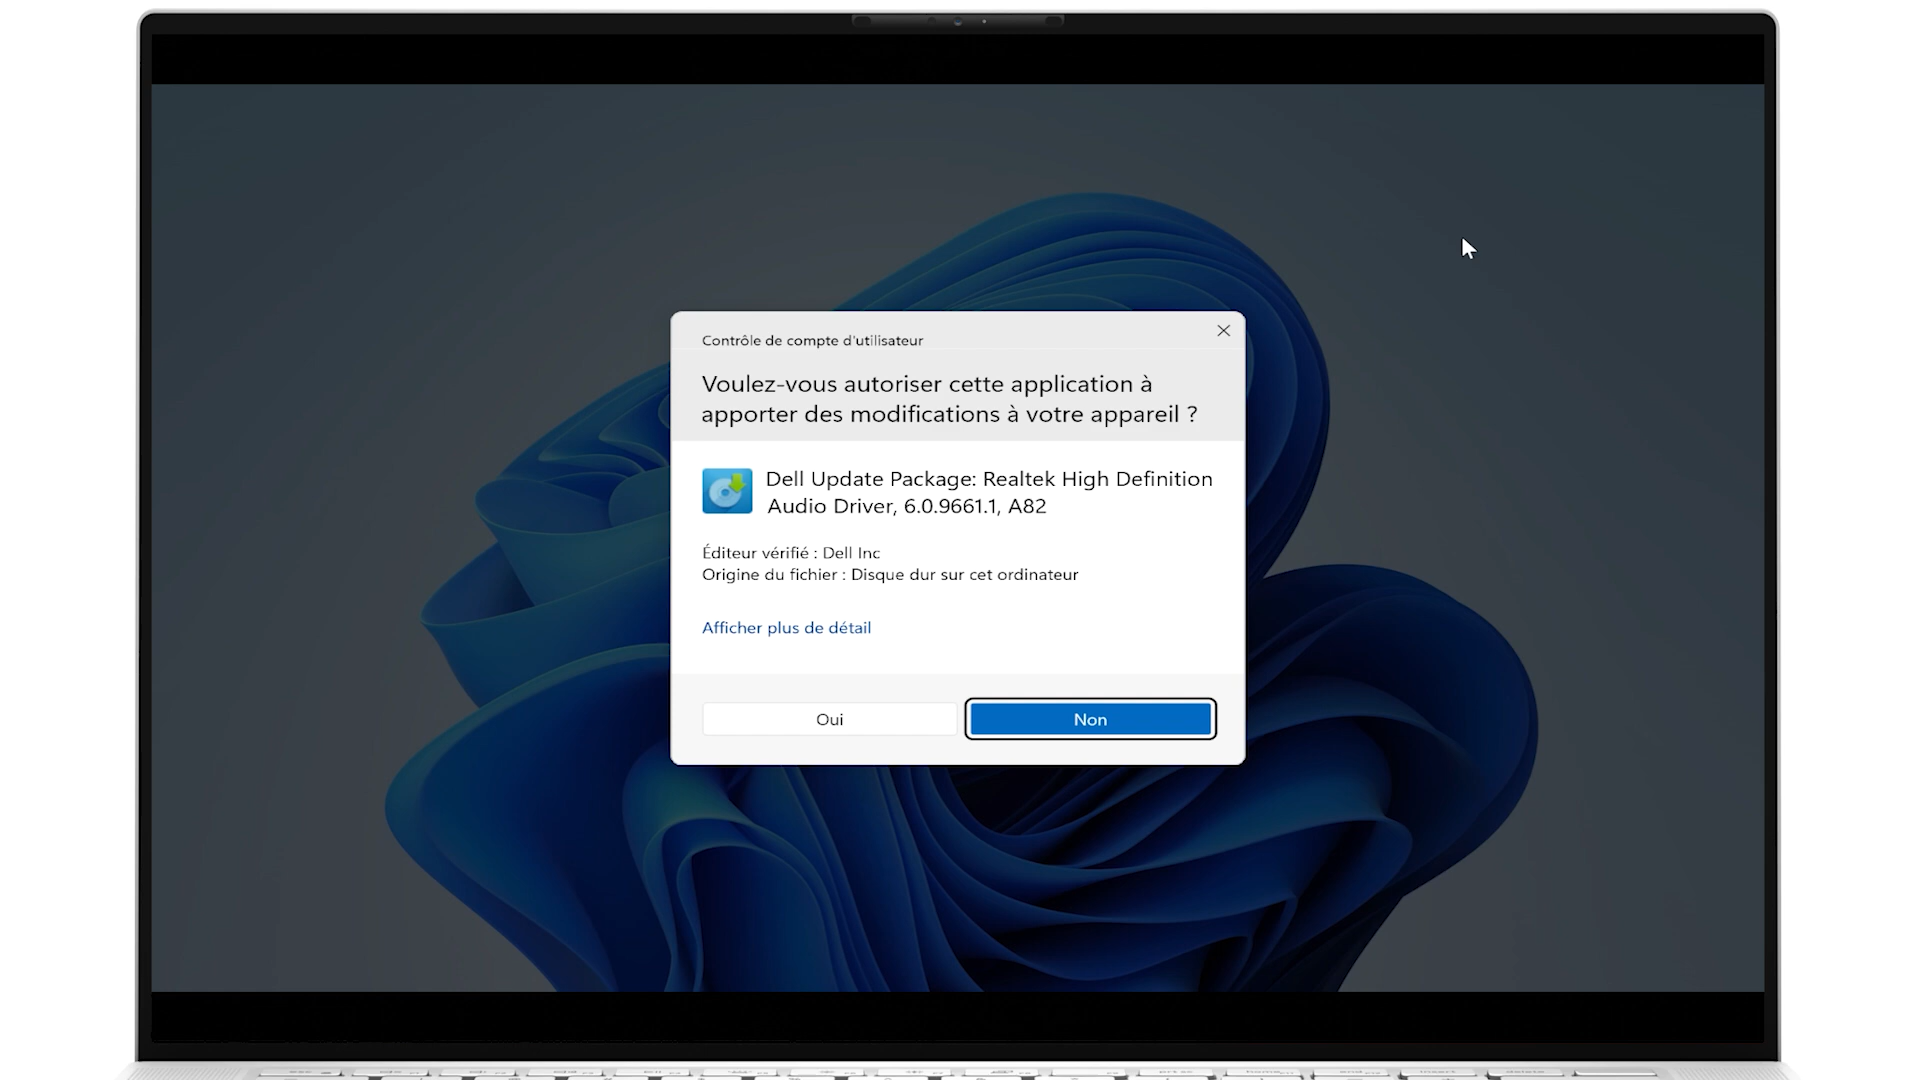 Contrôle de compte d'utilisateur
Voulez-vous autoriser cette application à
apporter des modifications à votre appareil ?
Dell Update Package: Realtek High Definition
Audio Driver, 6.0.9661.1, A82
Éditeur vérifié : Dell Inc
Origine du fichier : Disque dur sur cet ordinateur
Afficher plus de détail
Oui
Non